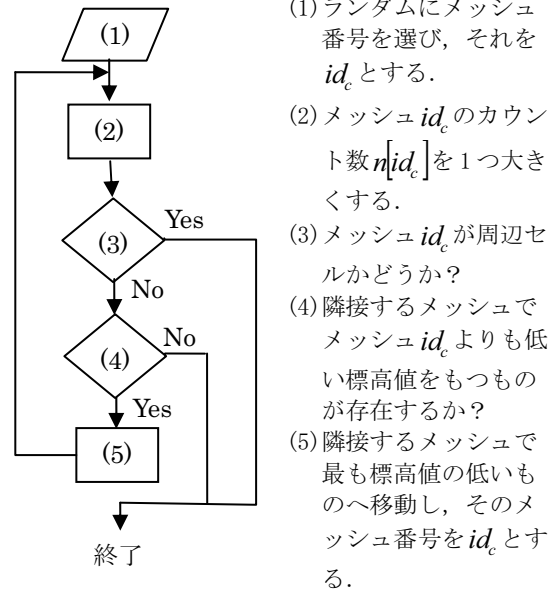 (1)
(2)
(3)
Yes
No
(4)
No
Yes
(5)
終了
(1)ランダムにメッシュ
番号を選び，それを
id_c とする．
(2)メッシュ id_c のカウン
ト数 n[id_c] を 1 つ大き
くする．
(3)メッシュ id_c が周辺セ
ルかどうか？
(4)隣接するメッシュで
メッシュ id_c よりも低
い標高値をもつもの
が存在するか？
(5)隣接するメッシュで
最も標高値の低いも
のへ移動し，そのメ
ッシュ番号を id_c とす
る．